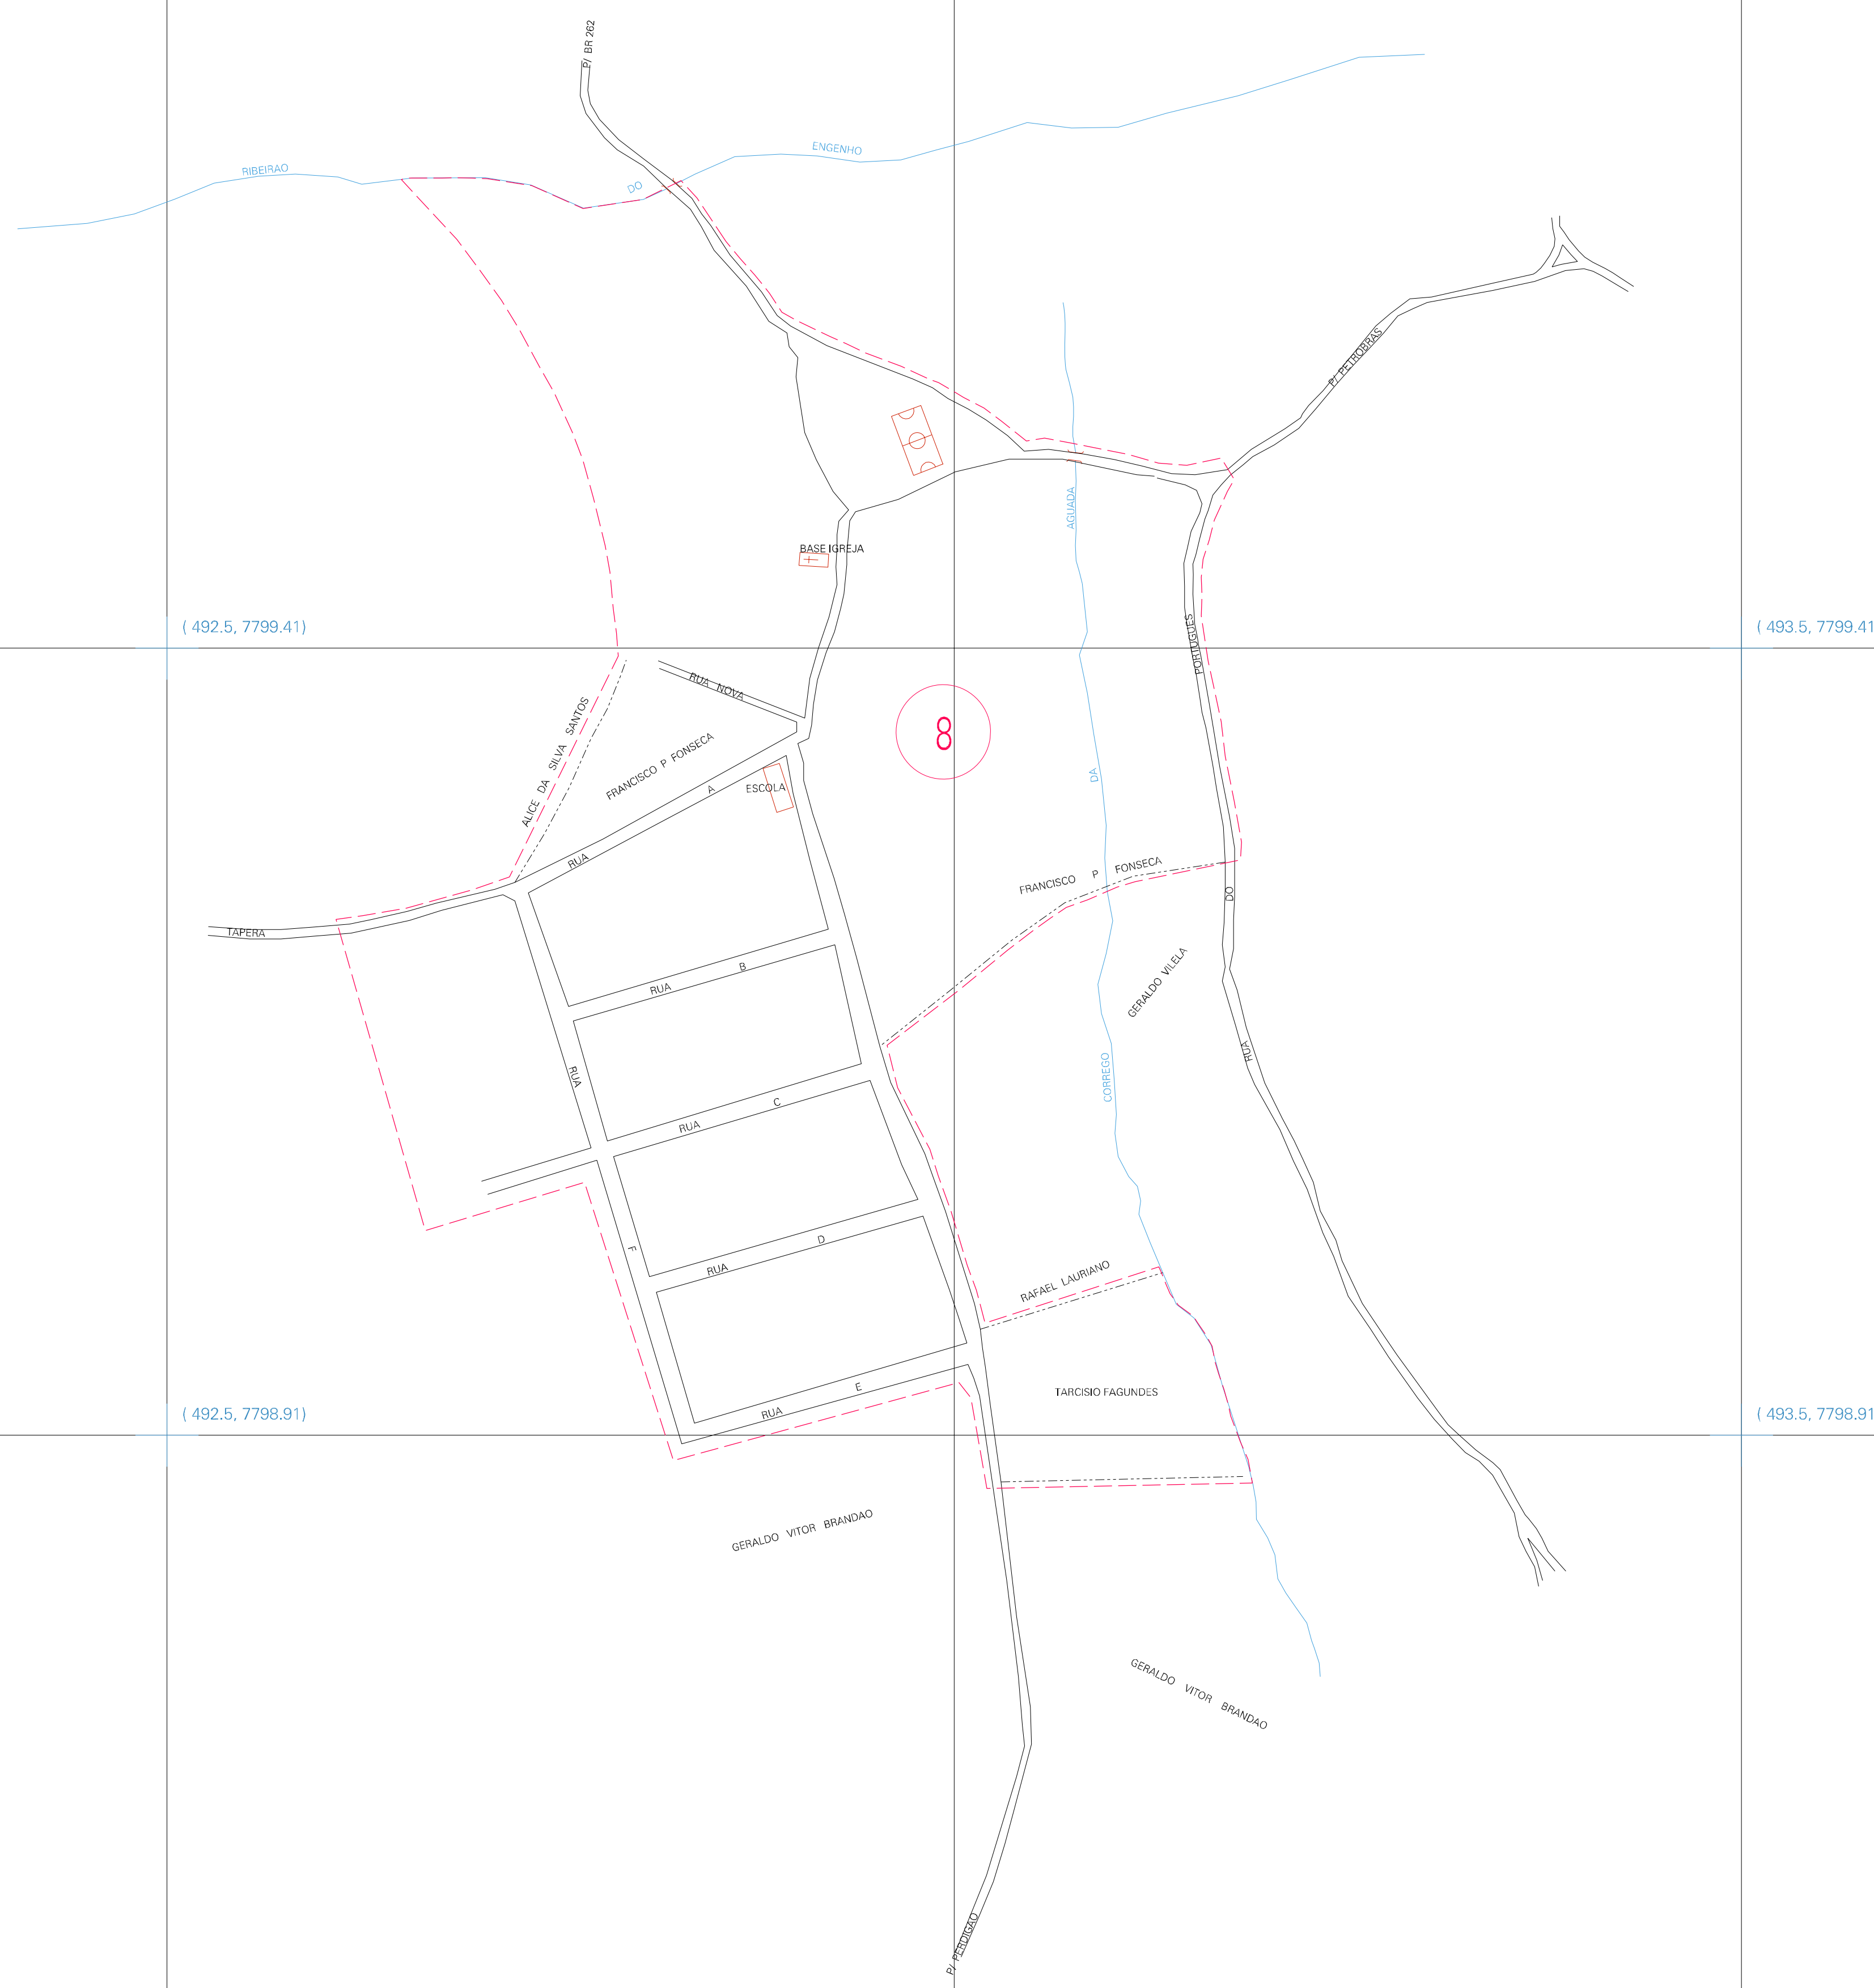 P/ BR 262
RIBEIRAO DO ENGENHO
P/ PETROBRAS
AGUADA
BASE IGREJA
( 492.5, 7799.41)
( 493.5, 7799.41
PORTUGUES
RUA NOVA
8
ALICE DA SILVA SANTOS
FRANCISCO P FONSECA
DA
ESCOLA
RUA A
FRANCISCO P FONSECA
DO
TAPERA
RUA B
GERALDO VILELA
RUA
CORREGO
RUA
RUA C
F
RUA D
RAFAEL LAURIANO
RUA E
TARCISIO FAGUNDES
( 492.5, 7798.91)
( 493.5, 7798.91
GERALDO VITOR BRANDAO
GERALDO VITOR BRANDAO
P/ PERDIGAO